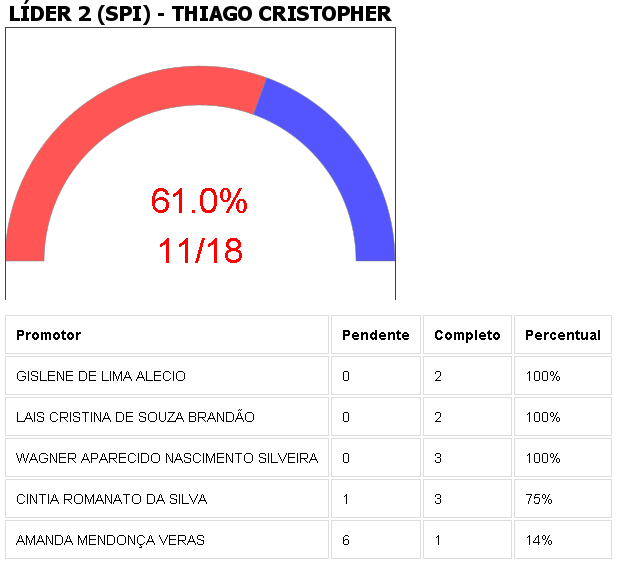 LÍDER 2 (SPI) - THIAGO CRISTOPHER
61.0%
11/18
Promotor Pendente Completo Percentual
GISLENE DE LIMA ALECIO 0 2 100%
LAIS CRISTINA DE SOUZA BRANDÃO 0 2 100%
WAGNER APARECIDO NASCIMENTO SILVEIRA 0 3 100%
CINTIA ROMANATO DA SILVA 1 3 75%
AMANDA MENDONÇA VERAS 6 1 14%